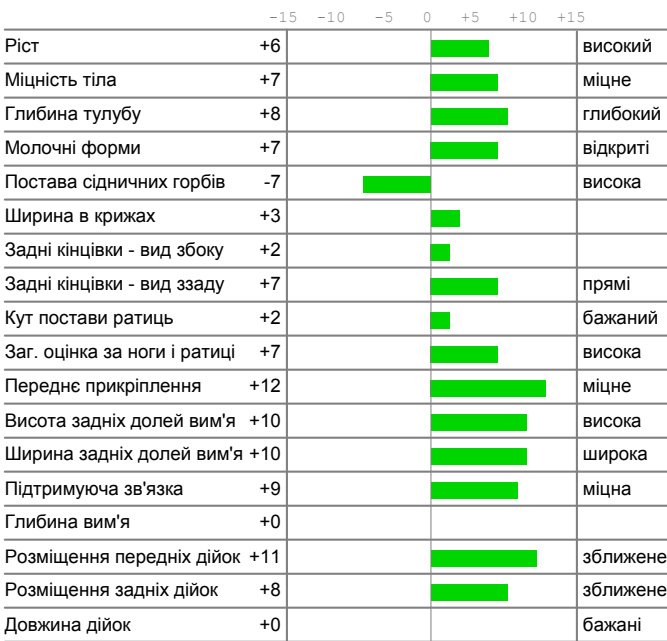 -15 -10 -5 0 +5 +10 +15
Ріст +6 високий
Міцність тіла +7 міцне
Глибина тулубу +8 глибокий
Молочні форми +7 відкриті
Постава сідничних горбів -7 висока
Ширина в крижах +3
Задні кінцівки - вид збоку +2
Задні кінцівки - вид ззаду +7 прямі
Кут постави ратиць +2 бажаний
Заг. оцінка за ноги і ратиці +7 висока
Переднє прикріплення +12 міцне
Висота задніх долей вим'я +10 висока
Ширина задніх долей вим'я +10 широка
Підтримуюча зв'язка +9 міцна
Глибина вим'я +0
Розміщення передніх дійок +11 зближене
Розміщення задніх дійок +8 зближене
Довжина дійок +0 бажані